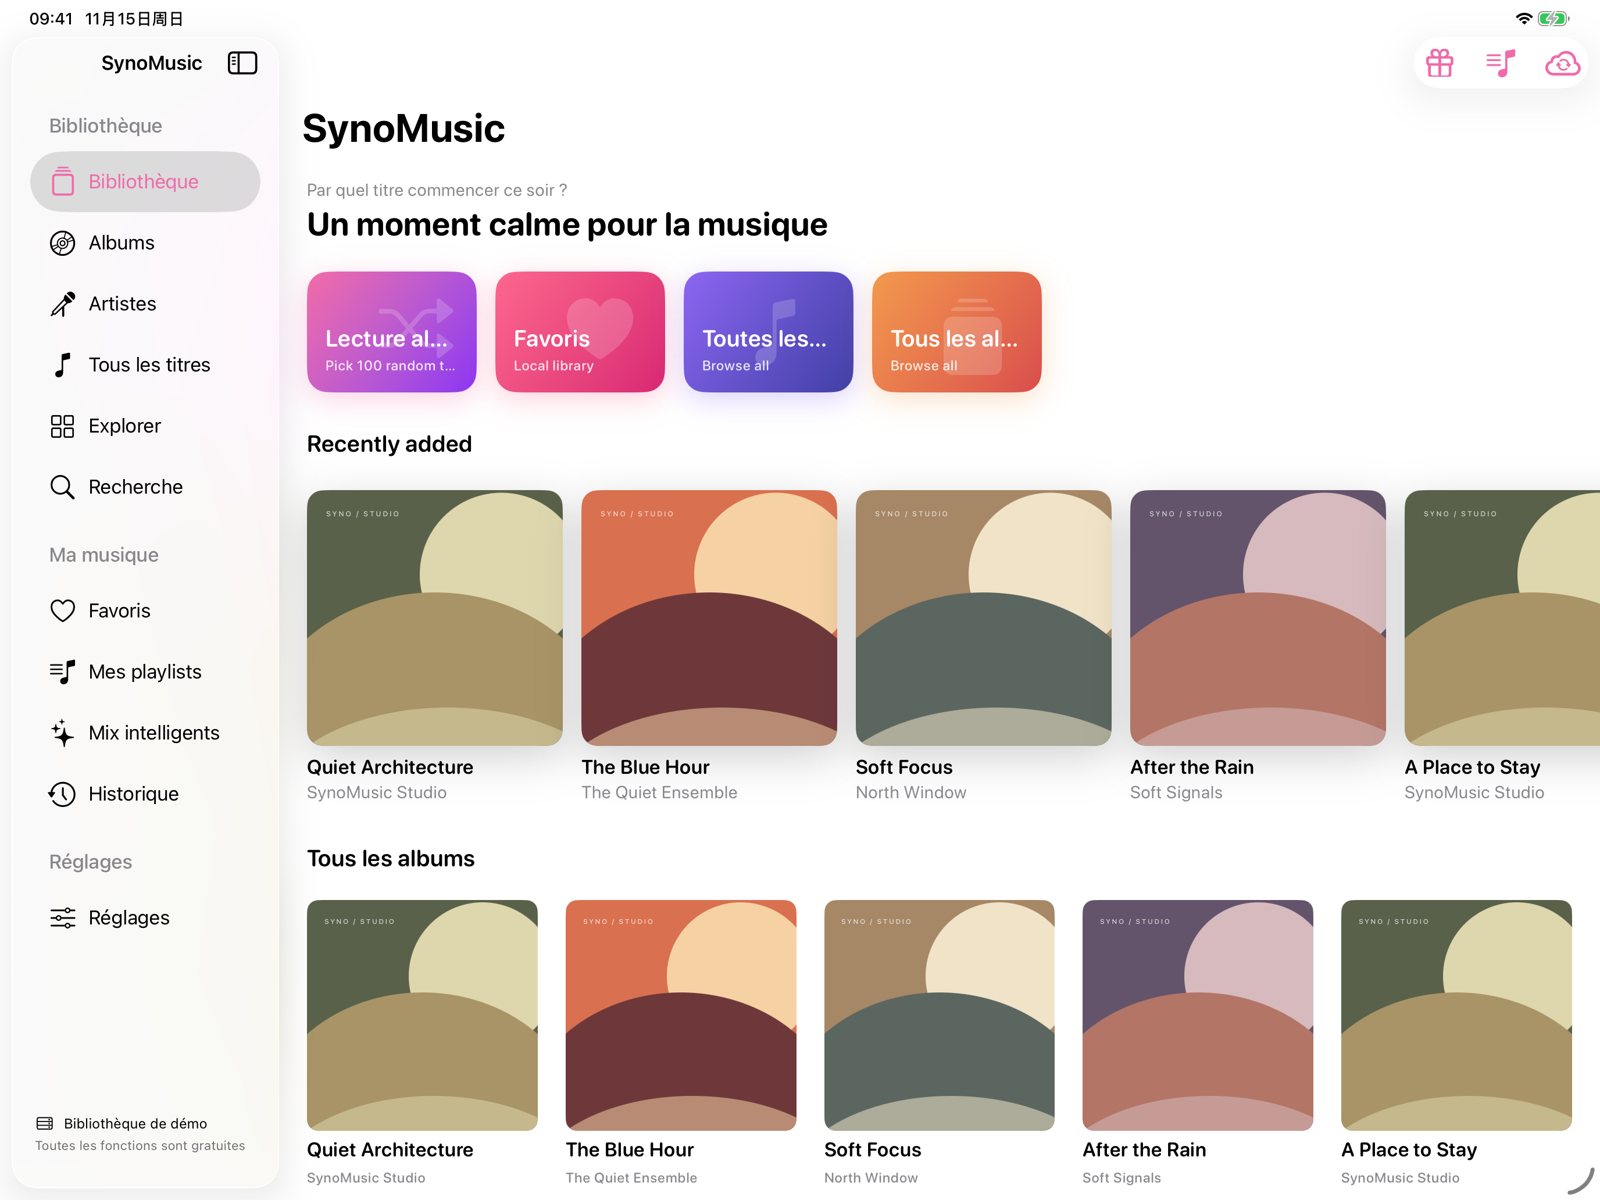 09:41 11月15日周日
SynoMusic
Bibliothèque
Bibliothèque
Albums
Artistes
Tous les titres
Explorer
Recherche
Ma musique
Favoris
Mes playlists
Mix intelligents
Historique
Réglages
Réglages
Bibliothèque de démo
Toutes les fonctions sont gratuites
SynoMusic
Par quel titre commencer ce soir ?
Un moment calme pour la musique
Lecture al...
Pick 100 random t...
Favoris
Local library
Toutes les...
Browse all
Tous les al...
Browse all
Recently added
SYNO / STUDIO
Quiet Architecture
SynoMusic Studio
SYNO / STUDIO
The Blue Hour
The Quiet Ensemble
SYNO / STUDIO
Soft Focus
North Window
SYNO / STUDIO
After the Rain
Soft Signals
SYNO / STUDIO
A Place to Stay
SynoMusic Studio
Tous les albums
SYNO / STUDIO
Quiet Architecture
SynoMusic Studio
SYNO / STUDIO
The Blue Hour
The Quiet Ensemble
SYNO / STUDIO
Soft Focus
North Window
SYNO / STUDIO
After the Rain
Soft Signals
SYNO / STUDIO
A Place to Stay
SynoMusic Studio